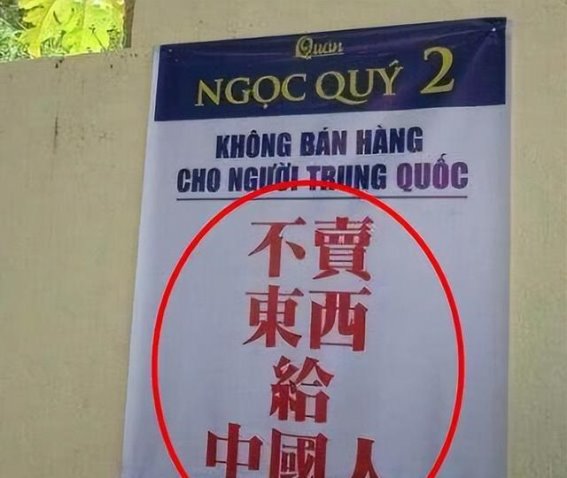 Quán
NGỌC QUÝ 2
KHÔNG BÁN HÀNG
CHO NGƯỜI TRUNG QUỐC
不賣
東西
給
中國人